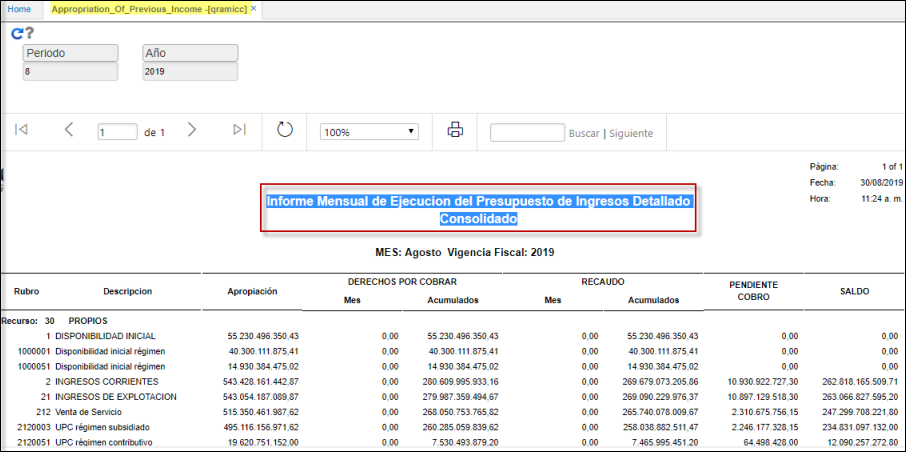 Home Appropriation_Of_Previous_Income -[qramicc] ×
?
Periodo Año
8 2019
1 de 1 100% Buscar | Siguiente
Página: 1 of 1
Fecha: 30/08/2019
Hora: 11:24 a. m.
Informe Mensual de Ejecucion del Presupuesto de Ingresos Detallado
Consolidado
MES: Agosto Vigencia Fiscal: 2019
Rubro Descripcion Apropiación DERECHOS POR COBRAR RECAUDO PENDIENTE COBRO SALDO
Mes Acumulados Mes Acumulados
Recurso: 30 PROPIOS
1 DISPONIBILIDAD INICIAL 55.230.496.350,43 0,00 55.230.496.350,43 0,00 55.230.496.350,43 0,00 0,00
1000001 Disponibilidad inicial régimen 40.300.111.875,41 0,00 40.300.111.875,41 0,00 40.300.111.875,41 0,00 0,00
1000051 Disponibilidad inicial régimen 14.930.384.475,02 0,00 14.930.384.475,02 0,00 14.930.384.475,02 0,00 0,00
2 INGRESOS CORRIENTES 543.428.161.442,87 0,00 280.609.995.933,16 0,00 269.679.073.205,86 10.930.922.727,30 262.818.165.509,71
21 INGRESOS DE EXPLOTACION 543.054.187.089,87 0,00 279.987.359.494,67 0,00 269.090.229.976,37 10.897.129.518,30 263.066.827.595,20
212 Venta de Servicio 515.350.461.987,62 0,00 268.050.753.765,82 0,00 265.740.078.009,67 2.310.675.756,15 247.299.708.221,80
2120003 UPC régimen subsidiado 495.116.156.971,62 0,00 260.285.059.839,62 0,00 258.038.882.511,47 2.246.177.328,15 234.831.097.132,00
2120051 UPC régimen contributivo 19.620.751.152,00 0,00 7.530.493.879,20 0,00 7.465.995.451,20 64.498.428,00 12.090.257.272,80